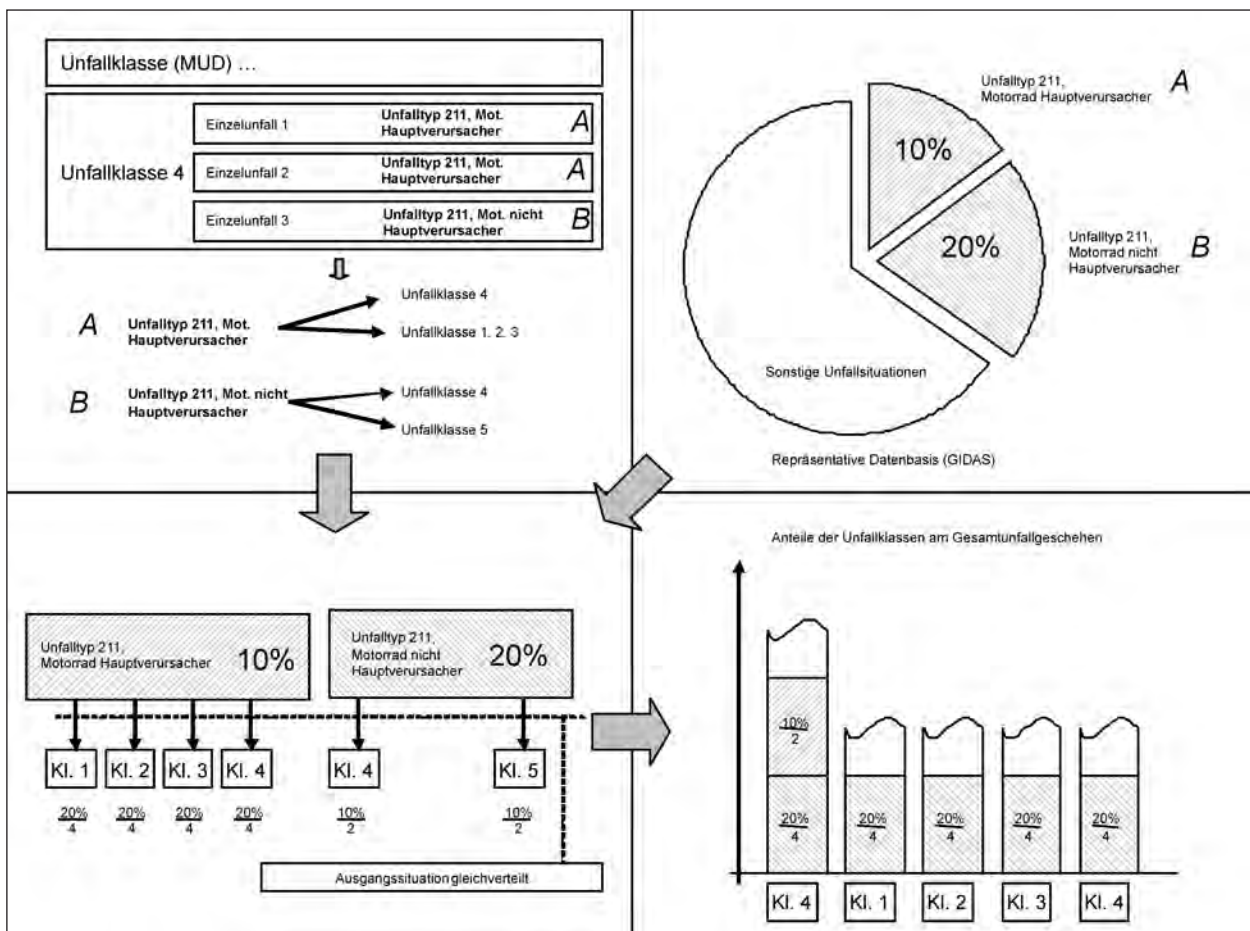 Unfallklasse (MUD) …
Unfallklasse 4
Einzelunfall 1
Unfalltyp 211, Mot.
Hauptverursacher
A
Einzelunfall 2
Unfalltyp 211, Mot.
Hauptverursacher
A
Einzelunfall 3
Unfalltyp 211, Mot. nicht
Hauptverursacher
B
A
Unfalltyp 211, Mot.
Hauptverursacher
Unfallklasse 4
Unfallklasse 1. 2. 3
B
Unfalltyp 211, Mot. nicht
Hauptverursacher
Unfallklasse 4
Unfallklasse 5
Unfalltyp 211,
Motorrad Hauptverursacher
A
10%
20%
Unfalltyp 211,
Motorrad nicht
Hauptverursacher
B
Sonstige Unfallsituationen
Repräsentative Datenbasis (GIDAS)
Unfalltyp 211,
Motorrad Hauptverursacher
10%
Unfalltyp 211,
Motorrad nicht
Hauptverursacher
20%
Kl. 1 Kl. 2 Kl. 3 Kl. 4 Kl. 4 Kl. 5
20% 20% 20% 20% 10% 10%
4 4 4 4 2 2
Ausgangssituation gleichverteilt
Anteile der Unfallklassen am Gesamtunfallgeschehen
10%
2
20% 20% 20% 20% 20%
4 4 4 4 4
Kl. 4 Kl. 1 Kl. 2 Kl. 3 Kl. 4